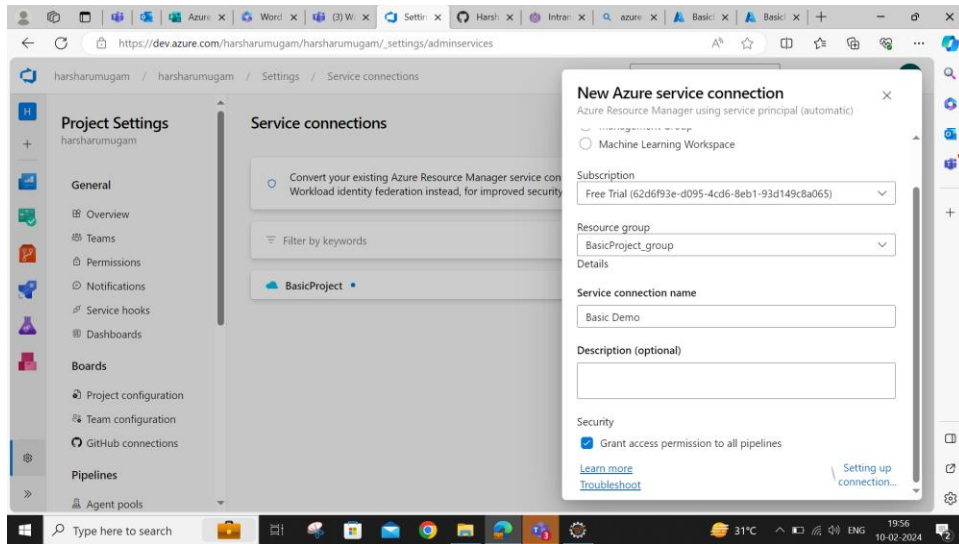 Azure
Word
(3) W
Settin
Harsh
Intran
azure
Basic
Basic
https://dev.azure.com/harsharumugam/harsharumugam/_settings/adminservices
harsharumugam / harsharumugam / Settings / Service connections
H
Project Settings
harsharumugam
General
Overview
Teams
Permissions
Notifications
Service hooks
Dashboards
Boards
Project configuration
Team configuration
GitHub connections
Pipelines
Agent pools
Service connections
Convert your existing Azure Resource Manager service con
Workload identity federation instead, for improved security
Filter by keywords
BasicProject
New Azure service connection
Azure Resource Manager using service principal (automatic)
Management Group
Machine Learning Workspace
Subscription
Free Trial (62d6f93e-d095-4cd6-8eb1-93d149c8a065)
Resource group
BasicProject_group
Details
Service connection name
Basic Demo
Description (optional)
Security
Grant access permission to all pipelines
Learn more
Troubleshoot
Setting up
connection...
Type here to search
31°C
ENG
19:56
10-02-2024